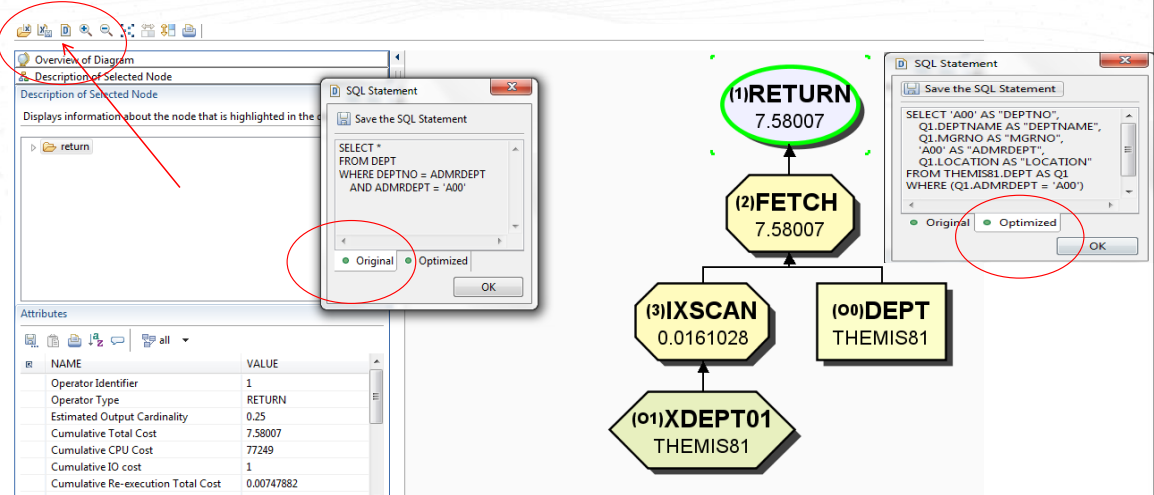 Overview of Diagram
Description of Selected Node
Description of Selected Node
Displays information about the node that is highlighted in the
return
SQL Statement
Save the SQL Statement
SELECT *
FROM DEPT
WHERE DEPTNO = ADMRDEPT
AND ADMRDEPT = 'A00'
Original
Optimized
OK
Attributes
all
NAME VALUE
Operator Identifier 1
Operator Type RETURN
Estimated Output Cardinality 0.25
Cumulative Total Cost 7.58007
Cumulative CPU Cost 77249
Cumulative IO cost 1
Cumulative Re-execution Total Cost 0.00747882
(1)RETURN
7.58007
(2)FETCH
7.58007
(3)IXSCAN
0.0161028
(O0)DEPT
THEMIS81
(O1)XDEPT01
THEMIS81
SQL Statement
Save the SQL Statement
SELECT 'A00' AS "DEPTNO",
Q1.DEPTNAME AS "DEPTNAME",
Q1.MGRNO AS "MGRNO",
'A00' AS "ADMRDEPT",
Q1.LOCATION AS "LOCATION"
FROM THEMIS81.DEPT AS Q1
WHERE (Q1.ADMRDEPT = 'A00')
Original
Optimized
OK